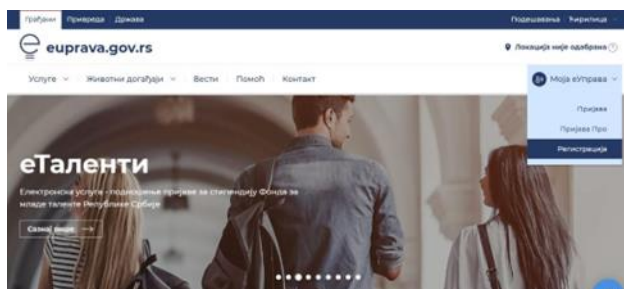 Грађани Привреда Држава
Подешавања Ћирилица
euprava.gov.rs
Локација није одабрана
Услуге Животни догађаји Вести Помоћ Контакт
Моја еУправа
Пријава
Пријава Про
Регистрација
еТаленти
Електронска услуга - подношење пријаве за стипендију Фонда за
младе таленте Републике Србије
Сазнај више →